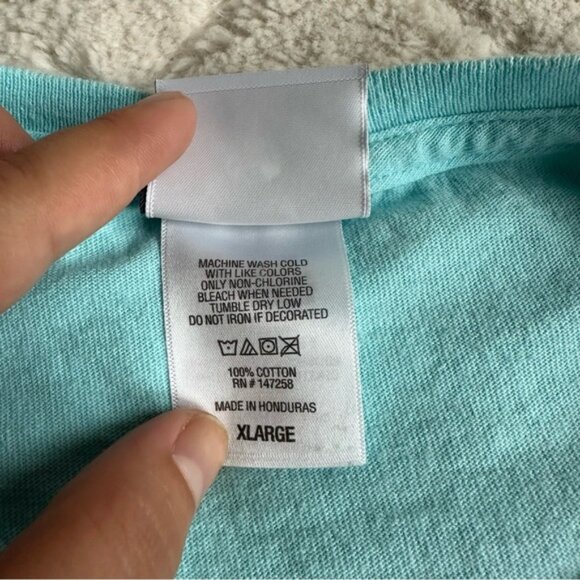 MACHINE WASH COLD
WITH LIKE COLORS
ONLY NON-CHLORINE
BLEACH WHEN NEEDED
TUMBLE DRY LOW
DO NOT IRON IF DECORATED
100% COTTON
RN # 147258
MADE IN HONDURAS
XLARGE